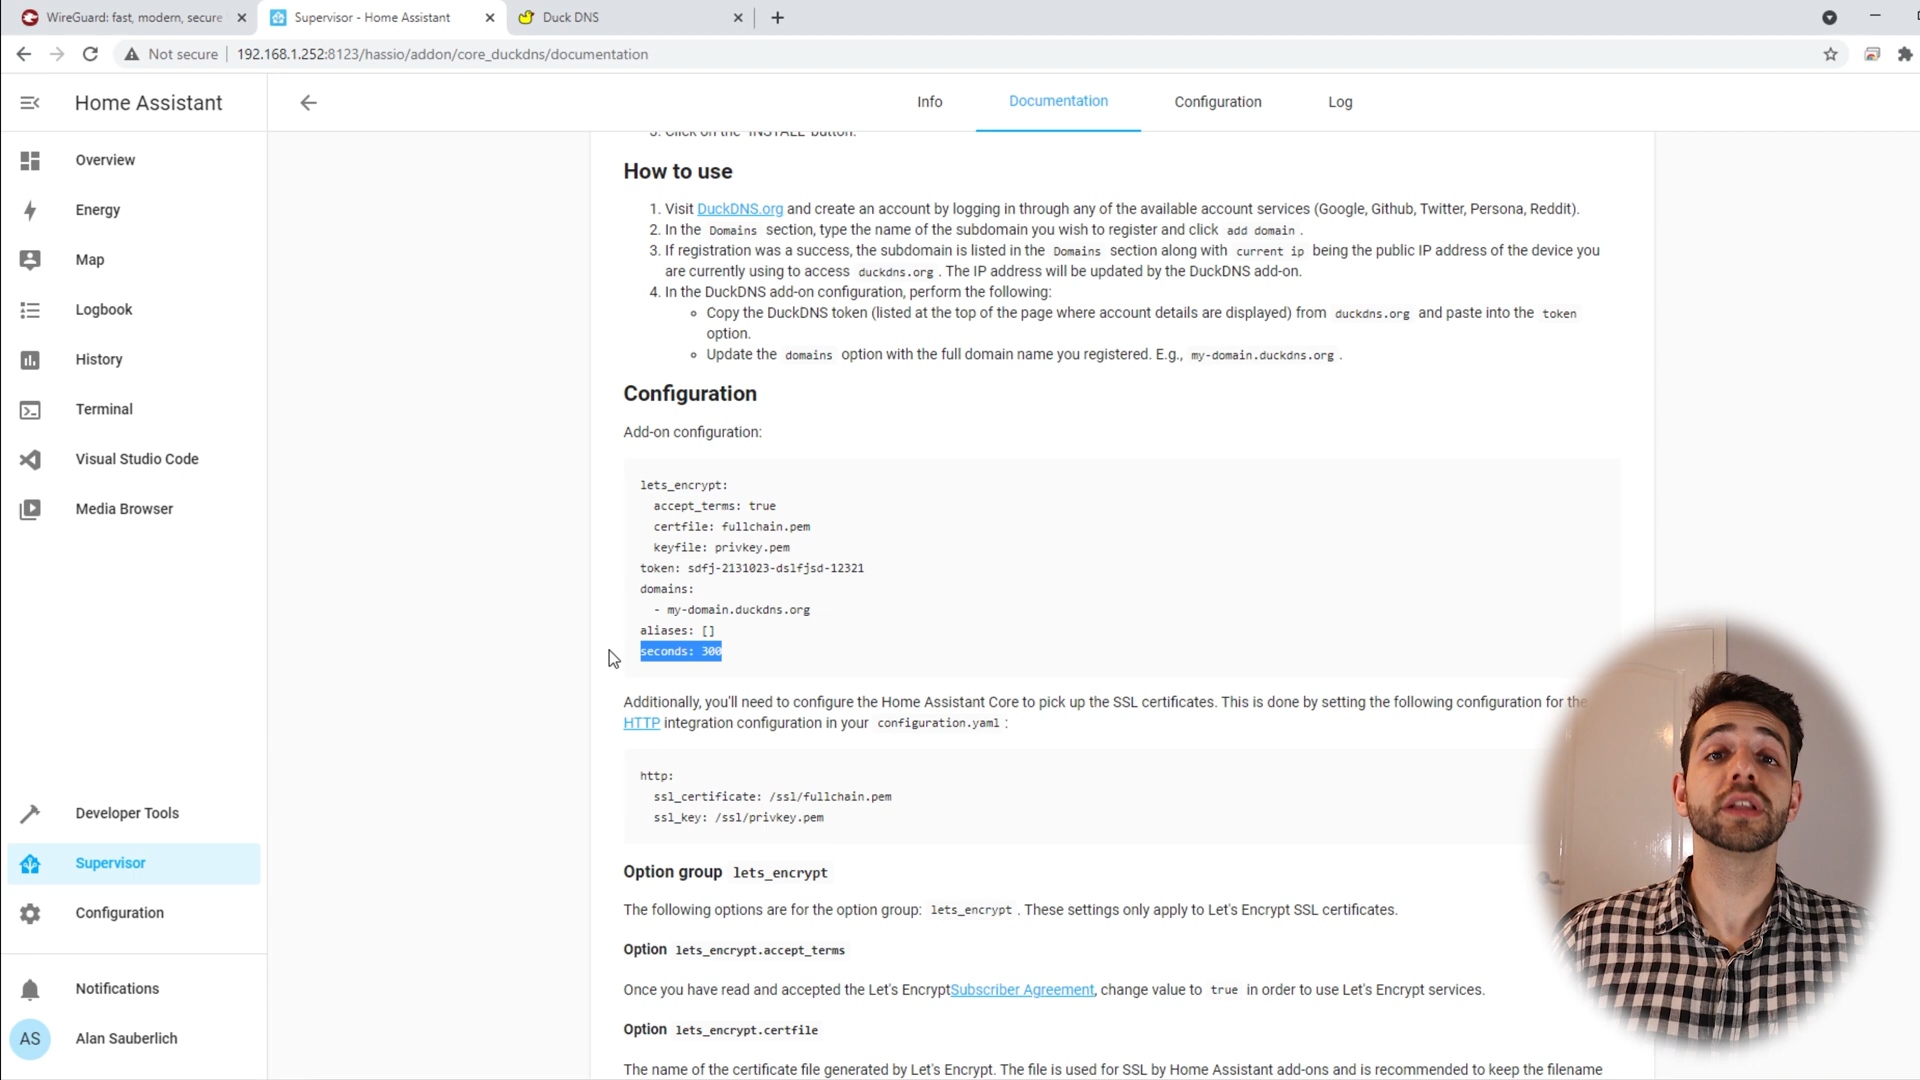 WireGuard: fast, modern, secure
Supervisor - Home Assistant
Duck DNS
Not secure
192.168.1.252:8123/hassio/addon/core_duckdns/documentation
Home Assistant
Info
Documentation
Configuration
Log
Overview
Energy
Map
Logbook
History
Terminal
Visual Studio Code
Media Browser
Developer Tools
Supervisor
Configuration
Notifications
AS
Alan Sauberlich
3. Click on the "INSTALL" button.
How to use
1. Visit DuckDNS.org and create an account by logging in through any of the available account services (Google, Github, Twitter, Persona, Reddit).
2. In the Domains section, type the name of the subdomain you wish to register and click add domain .
3. If registration was a success, the subdomain is listed in the Domains section along with current ip being the public IP address of the device you
are currently using to access duckdns.org . The IP address will be updated by the DuckDNS add-on.
4. In the DuckDNS add-on configuration, perform the following:
Copy the DuckDNS token (listed at the top of the page where account details are displayed) from duckdns.org and paste into the token
option.
Update the domains option with the full domain name you registered. E.g., my-domain.duckdns.org .
Configuration
Add-on configuration:
lets_encrypt:
accept_terms: true
certfile: fullchain.pem
keyfile: privkey.pem
token: sdfj-2131023-dslfjsd-12321
domains:
- my-domain.duckdns.org
aliases: []
seconds: 300
Additionally, you'll need to configure the Home Assistant Core to pick up the SSL certificates. This is done by setting the following configuration for the
HTTP integration configuration in your configuration.yaml :
http:
ssl_certificate: /ssl/fullchain.pem
ssl_key: /ssl/privkey.pem
Option group lets_encrypt
The following options are for the option group: lets_encrypt . These settings only apply to Let's Encrypt SSL certificates.
Option lets_encrypt.accept_terms
Once you have read and accepted the Let's EncryptSubscriber Agreement, change value to true in order to use Let's Encrypt services.
Option lets_encrypt.certfile
The name of the certificate file generated by Let's Encrypt. The file is used for SSL by Home Assistant add-ons and is recommended to keep the filename